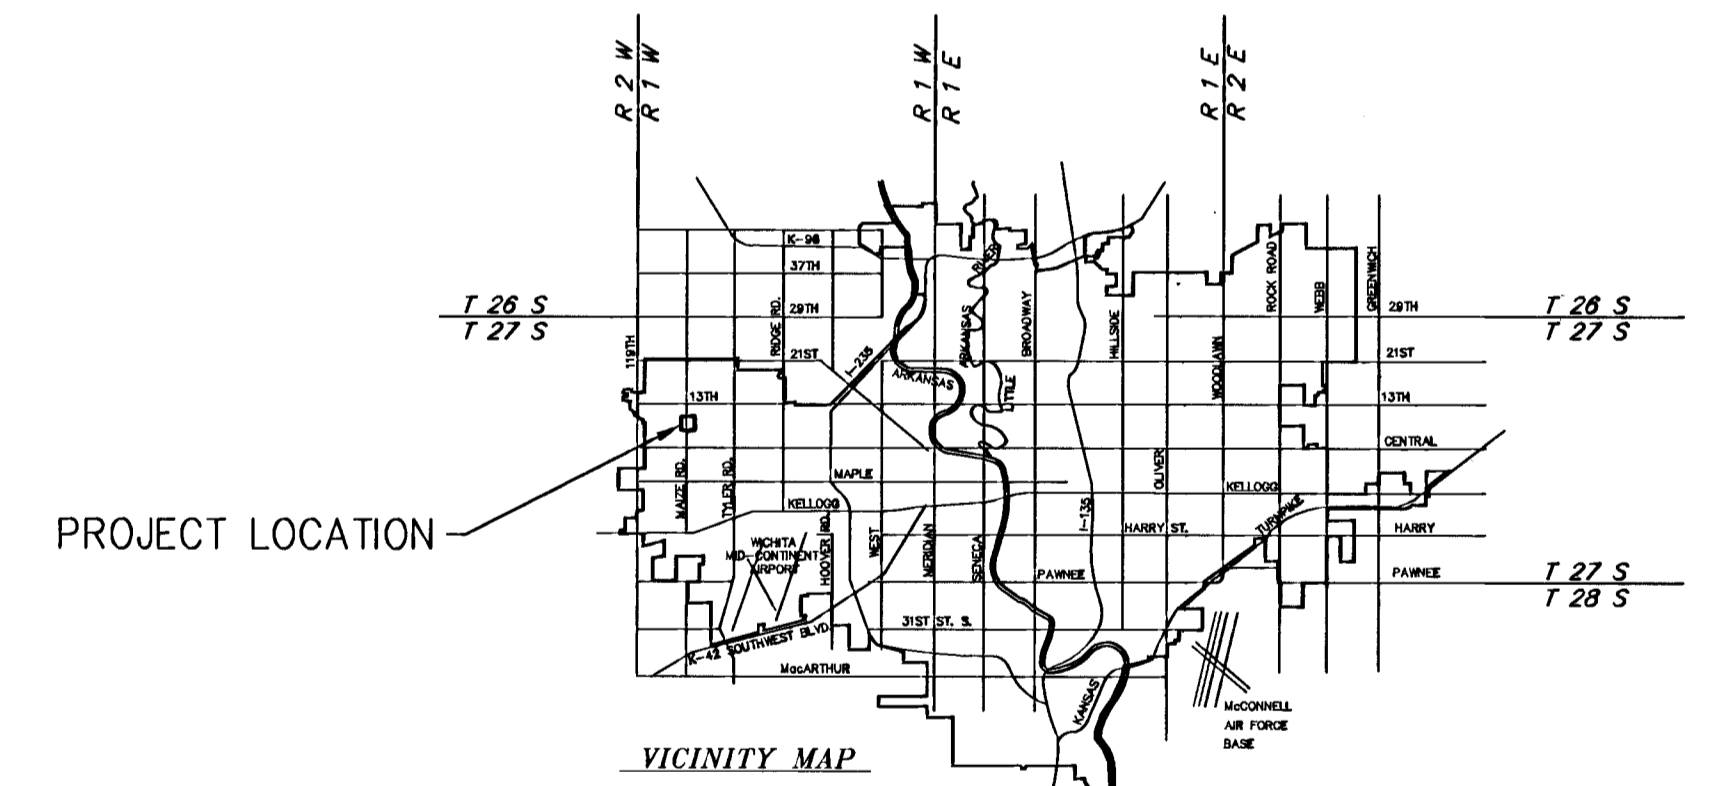 R 2 W
R 1 W
R 1 W
R 1 E
R 1 E
R 2 E
K-96
37TH
29TH
21ST
13TH
119TH
RIDGE RD.
I-235
ARKANSAS
ARKANSAS
RIVER
LITTLE
BROADWAY
HILLSIDE
WOODLAWN
ROCK ROAD
WEBB
GREENWICH
29TH
21ST
13TH
CENTRAL
T 26 S
T 27 S
T 26 S
T 27 S
PROJECT LOCATION
MAIZE RD.
TYLER RD.
MAPLE
KELLOGG
OLIVER
KELLOGG
TURNPIKE
I-135
HARRY ST.
HARRY
WICHITA
MID-CONTINENT
AIRPORT
HOOVER RD.
WEST
MERIDIAN
SENECA
PAWNEE
PAWNEE
T 27 S
T 28 S
31ST ST. S.
K-42 SOUTHWEST BLVD.
MacARTHUR
KANSAS
McCONNELL
AIR FORCE
BASE
VICINITY MAP